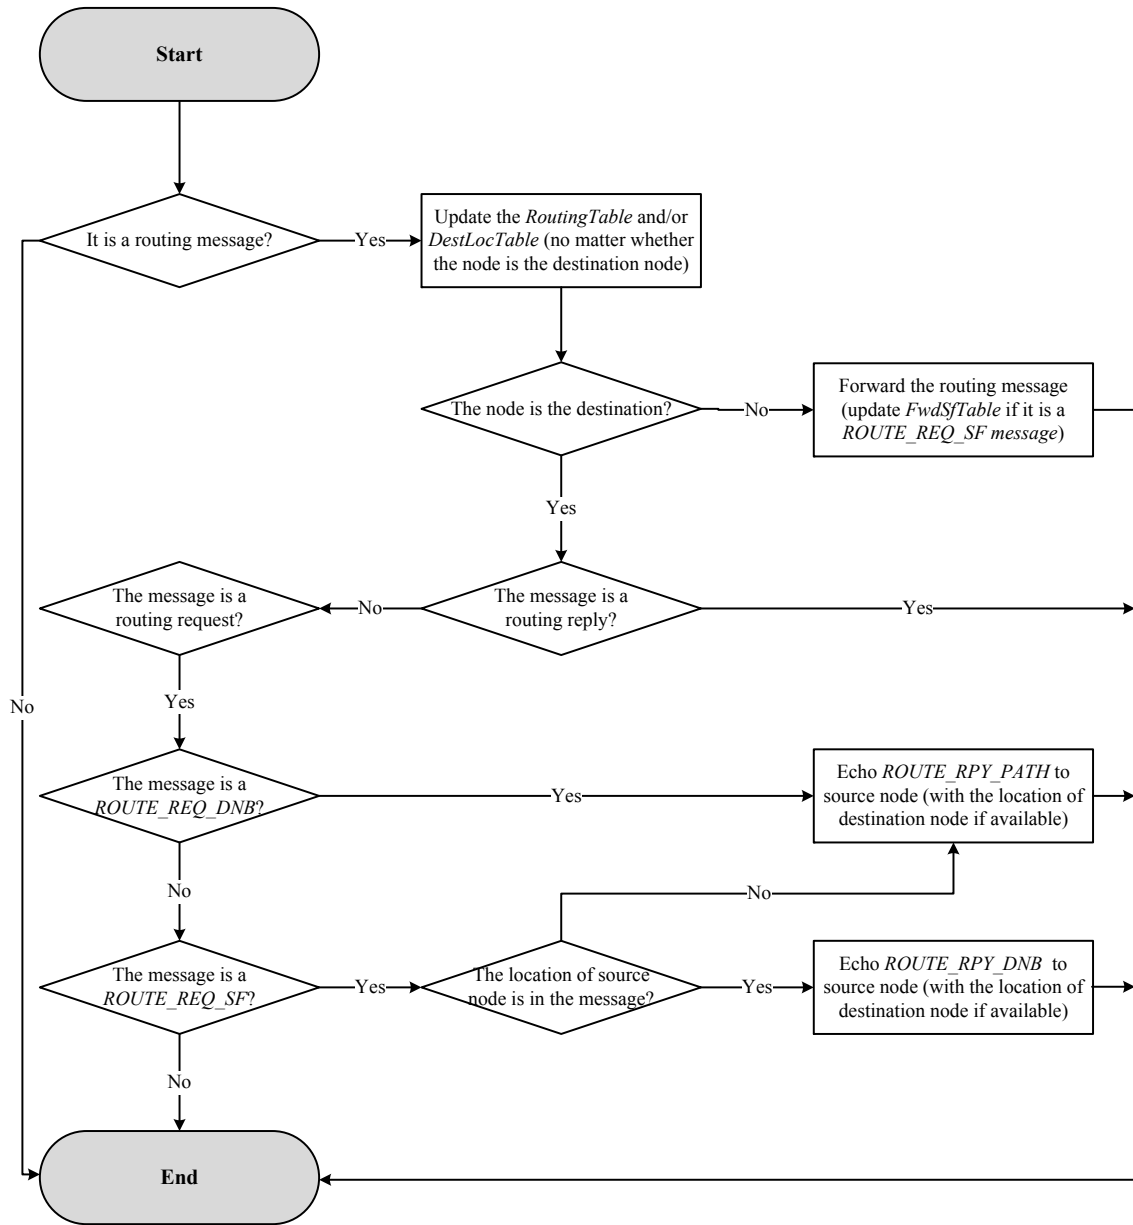 Start
It is a routing message?
Yes
Update the RoutingTable and/or
DestLocTable (no matter whether
the node is the destination node)
The node is the destination?
No
Forward the routing message
(update FwdSfTable if it is a
ROUTE_REQ_SF message)
Yes
The message is a
routing request?
No
The message is a
routing reply?
Yes
Yes
No
The message is a
ROUTE_REQ_DNB?
Yes
Echo ROUTE_RPY_PATH to
source node (with the location of
destination node if available)
No
No
The message is a
ROUTE_REQ_SF?
Yes
The location of source
node is in the message?
Yes
Echo ROUTE_RPY_DNB to
source node (with the location of
destination node if available)
No
End